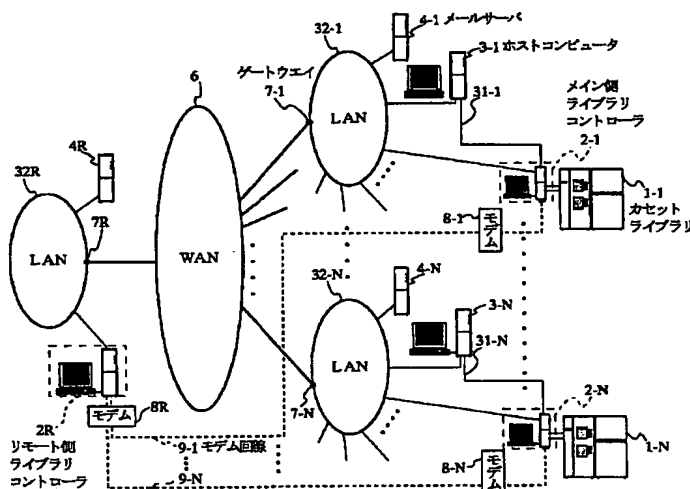 32-1
4-1 メールサーバ
3-1 ホストコンピュータ
ゲートウエイ
7-1
31-1
メイン側
ライブラリ
コントローラ
2-1
6
LAN
4R
32R
7R
LAN
WAN
8-1
モデム
1-1
カセット
ライブラリ
32-N
4-N
3-N
31-N
LAN
7-N
2-N
モデム
8R
2R
リモート側
ライブラリ
コントローラ
9-1 モデム回線
9-N
8-N
モデム
1-N